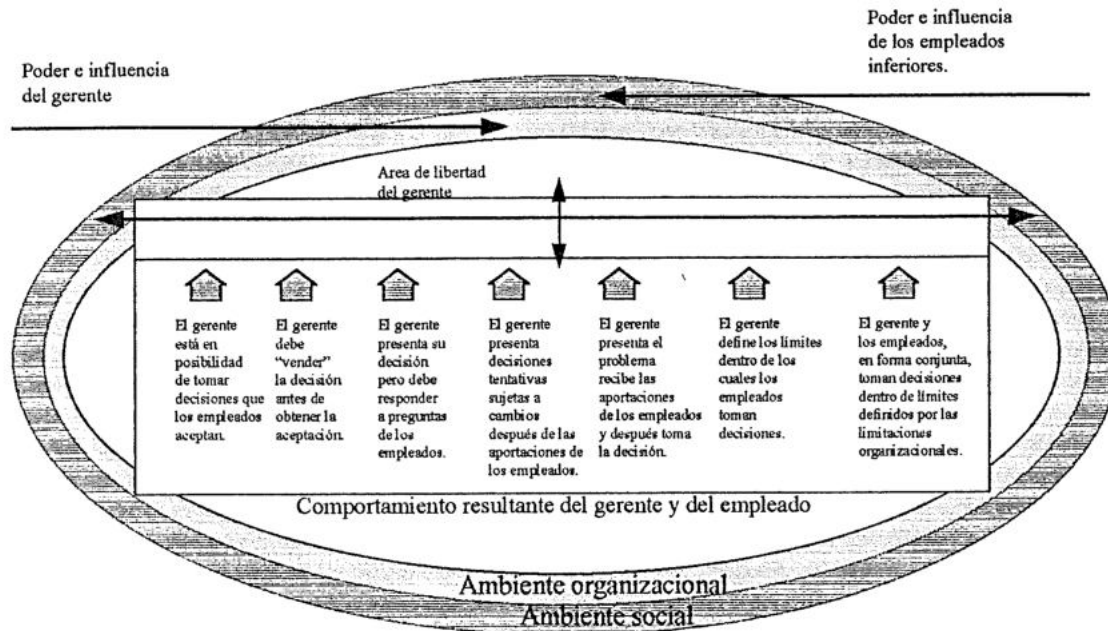 Poder e influencia
del gerente
Poder e influencia
de los empleados
inferiores.
Area de libertad
del gerente
El gerente
está en
posibilidad
de tomar
decisiones que
los empleados
aceptan.
El gerente
debe
“vender”
la decisión
antes de
obtener la
aceptación.
El gerente
presenta su
decisión
pero debe
responder
a preguntas
de los
empleados.
El gerente
presenta
decisiones
tentativas
sujetas a
cambios
después de las
aportaciones de
los empleados.
El gerente
presenta el
problema
recibe las
aportaciones
de los empleados
y después toma
la decisión.
El gerente
define los límites
dentro de los
cuales los
empleados
toman
decisiones.
El gerente y
los empleados,
en forma conjunta,
toman decisiones
dentro de límites
definidos por las
limitaciones
organizacionales.
Comportamiento resultante del gerente y del empleado
Ambiente organizacional
Ambiente social